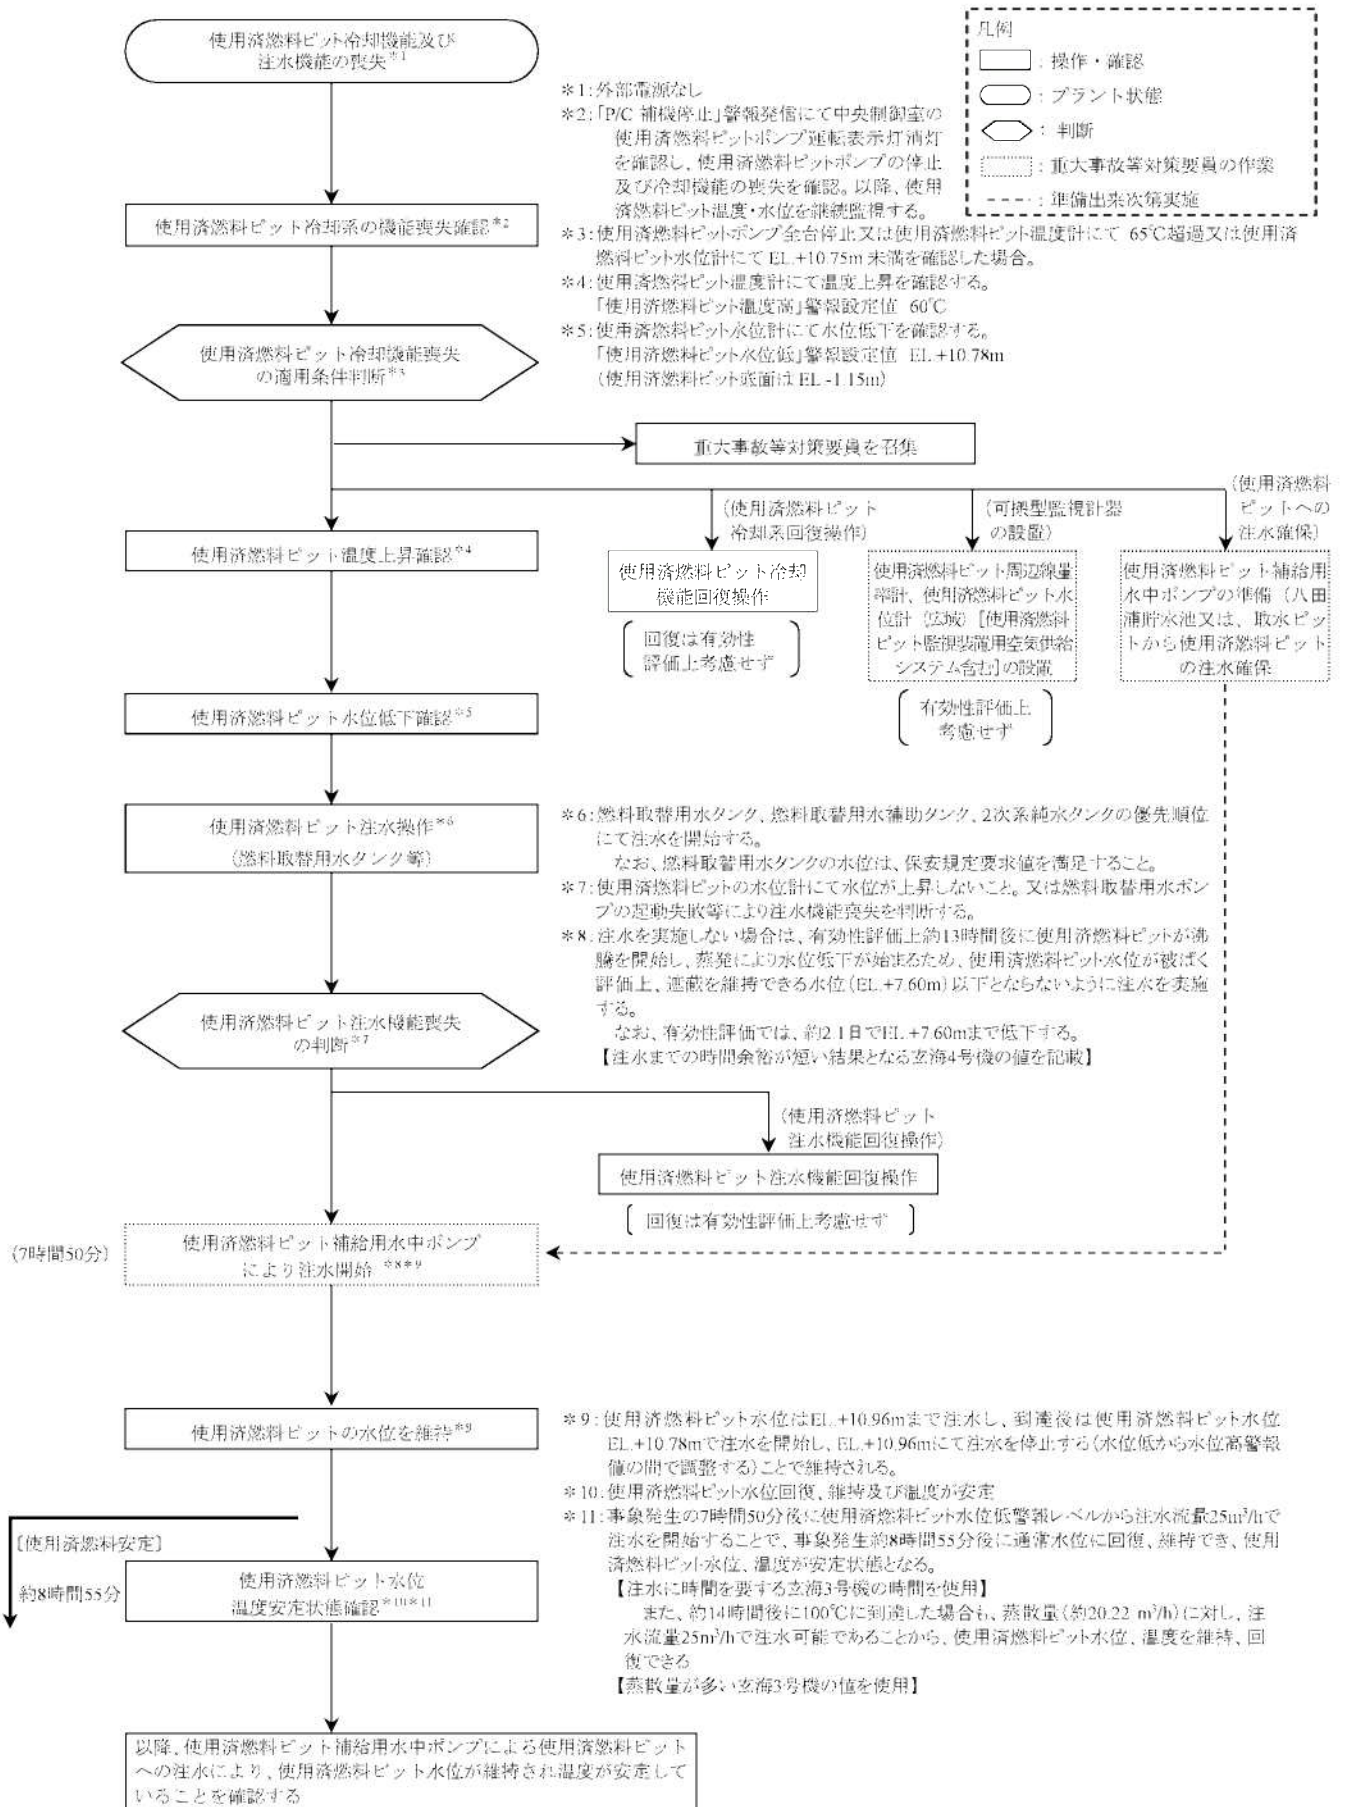 使用済燃料ピット冷却機能及び
注水機能の喪失*1
凡例
: 操作・確認
: プラント状態
: 判断
: 重大事故等対策要員の作業
: 準備出来次第実施
*1:外部電源なし
*2:「P/C 補機停止」警報発信にて中央制御室の
使用済燃料ピットポンプ運転表示灯消灯
を確認し、使用済燃料ピットポンプの停止
及び冷却機能の喪失を確認。以降、使用
済燃料ピット温度・水位を継続監視する。
*3:使用済燃料ピットポンプ全台停止又は使用済燃料ピット温度計にて 65℃超過又は使用済
燃料ピット水位計にて EL.+10.75m 未満を確認した場合。
*4:使用済燃料ピット温度計にて温度上昇を確認する。
「使用済燃料ピット温度高」警報設定値 60℃
*5:使用済燃料ピット水位計にて水位低下を確認する。
「使用済燃料ピット水位低」警報設定値 EL.+10.78m
(使用済燃料ピット底面は EL.-1.15m)
使用済燃料ピット冷却系の機能喪失確認*2
使用済燃料ピット冷却機能喪失
の適用条件判断*3
重大事故等対策要員を召集
(使用済燃料ピット
冷却系回復操作)
(可搬型監視計器
の設置)
(使用済燃料
ピットへの
注水確保)
使用済燃料ピット温度上昇確認*4
使用済燃料ピット冷却
機能回復操作
回復は有効性
評価上考慮せず
使用済燃料ピット周辺線量
率計、使用済燃料ピット水
位計(広域)[使用済燃料
ピット監視装置用空気供給
システム含む]の設置
有効性評価上
考慮せず
使用済燃料ピット補給用
水中ポンプの準備(八田
浦貯水池又は、取水ピッ
トから使用済燃料ピット
の注水確保
使用済燃料ピット水位低下確認*5
使用済燃料ピット注水操作*6
(燃料取替用水タンク等)
*6:燃料取替用水タンク、燃料取替用水補助タンク、2次系純水タンクの優先順位
にて注水を開始する。
なお、燃料取替用水タンクの水位は、保安規定要求値を満足すること。
*7:使用済燃料ピットの水位計にて水位が上昇しないこと。又は燃料取替用水ポン
プの起動失敗等により注水機能喪失を判断する。
*8:注水を実施しない場合は、有効性評価上約13時間後に使用済燃料ピットが沸
騰を開始し、蒸発により水位低下が始まるため、使用済燃料ピット水位が被ばく
評価上、遮蔽を維持できる水位(EL.+7.60m)以下とならないように注水を実施
する。
なお、有効性評価では、約2.1日でEL.+7.60mまで低下する。
【注水までの時間余裕が短い結果となる玄海4号機の値を記載】
使用済燃料ピット注水機能喪失
の判断*7
(使用済燃料ピット
注水機能回復操作)
使用済燃料ピット注水機能回復操作
回復は有効性評価上考慮せず
(7時間50分)
使用済燃料ピット補給用水中ポンプ
により注水開始 *8*9
使用済燃料ピットの水位を維持*9
*9:使用済燃料ピット水位はEL.+10.96mまで注水し、到達後は使用済燃料ピット水位
EL.+10.78mで注水を開始し、EL.+10.96mにて注水を停止する(水位低から水位高警報
値の間で調整する)ことで維持される。
*10:使用済燃料ピット水位回復、維持及び温度が安定
*11:事象発生の7時間50分後に使用済燃料ピット水位低警報レベルから注水流量25m³/hで
注水を開始することで、事象発生約8時間55分後に通常水位に回復、維持でき、使用
済燃料ピット水位、温度が安定状態となる。
【注水に時間を要する玄海3号機の時間を使用】
また、約14時間後に100℃に到達した場合も、蒸散量(約20.22 m³/h)に対し、注
水流量25m³/hで注水可能であることから、使用済燃料ピット水位、温度を維持、回
復できる
【蒸散量が多い玄海3号機の値を使用】
[使用済燃料安定]
約8時間55分
使用済燃料ピット水位
温度安定状態確認*10*11
以降、使用済燃料ピット補給用水中ポンプによる使用済燃料ピット
への注水により、使用済燃料ピット水位が維持され温度が安定して
いることを確認する